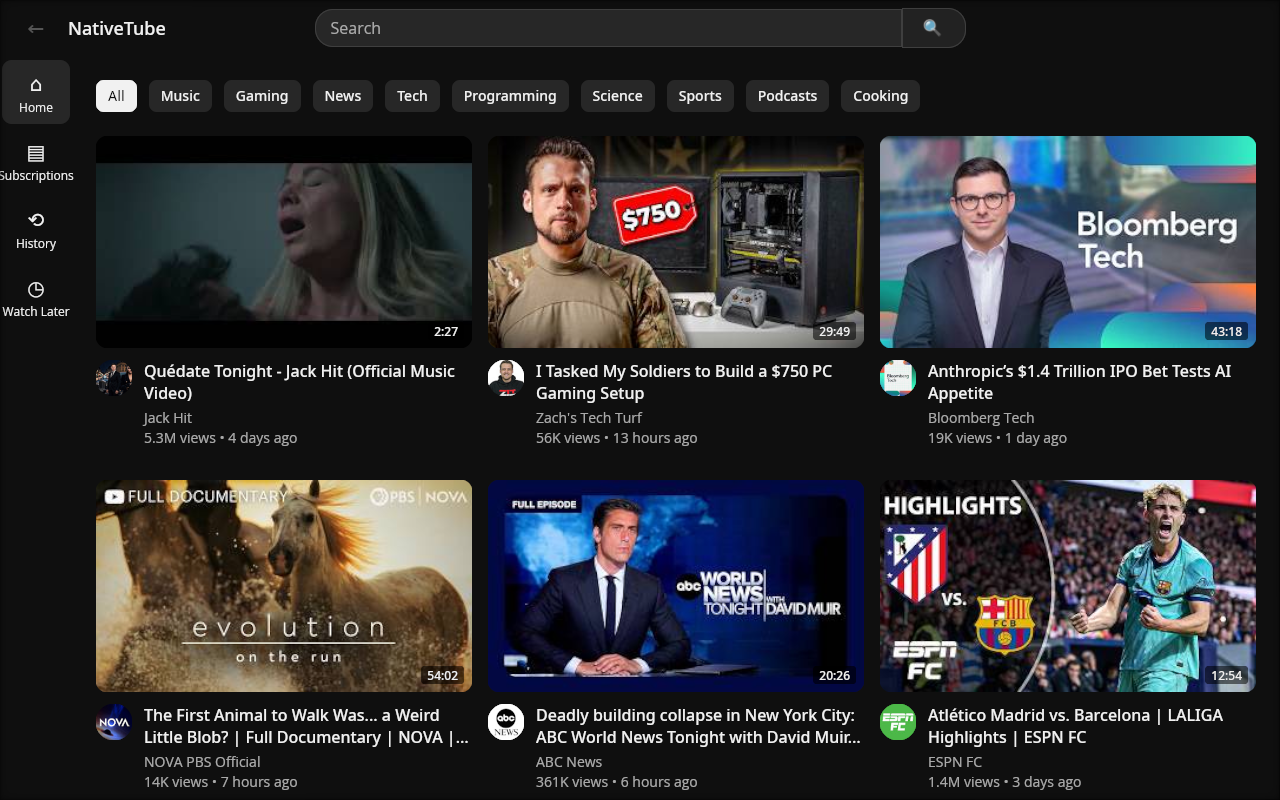 ← NativeTube
Search
🔍
Home
Subscriptions
History
Watch Later
All
Music
Gaming
News
Tech
Programming
Science
Sports
Podcasts
Cooking
2:27
Quédate Tonight - Jack Hit (Official Music
Video)
Jack Hit
5.3M views • 4 days ago
$750
29:49
I Tasked My Soldiers to Build a $750 PC
Gaming Setup
Zach's Tech Turf
56K views • 13 hours ago
Bloomberg
Tech
43:18
Anthropic’s $1.4 Trillion IPO Bet Tests AI
Appetite
Bloomberg Tech
19K views • 1 day ago
FULL DOCUMENTARY
PBS | NOVA
evolution
on the run
54:02
NOVA
The First Animal to Walk Was... a Weird
Little Blob? | Full Documentary | NOVA |...
NOVA PBS Official
14K views • 7 hours ago
FULL EPISODE
abc WORLD
NEWS
TONIGHT WITH DAVID MUIR
20:26
abc
NEWS
Deadly building collapse in New York City:
ABC World News Tonight with David Muir...
ABC News
361K views • 6 hours ago
HIGHLIGHTS
VS.
FCB
ESPN
FC
12:54
ESPN
FC
Atlético Madrid vs. Barcelona | LALIGA
Highlights | ESPN FC
ESPN FC
1.4M views • 3 days ago